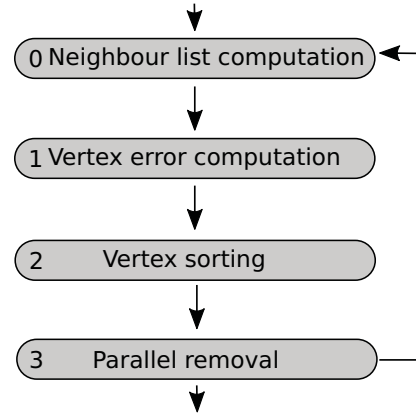 0 Neighbour list computation
1 Vertex error computation
2 Vertex sorting
3 Parallel removal